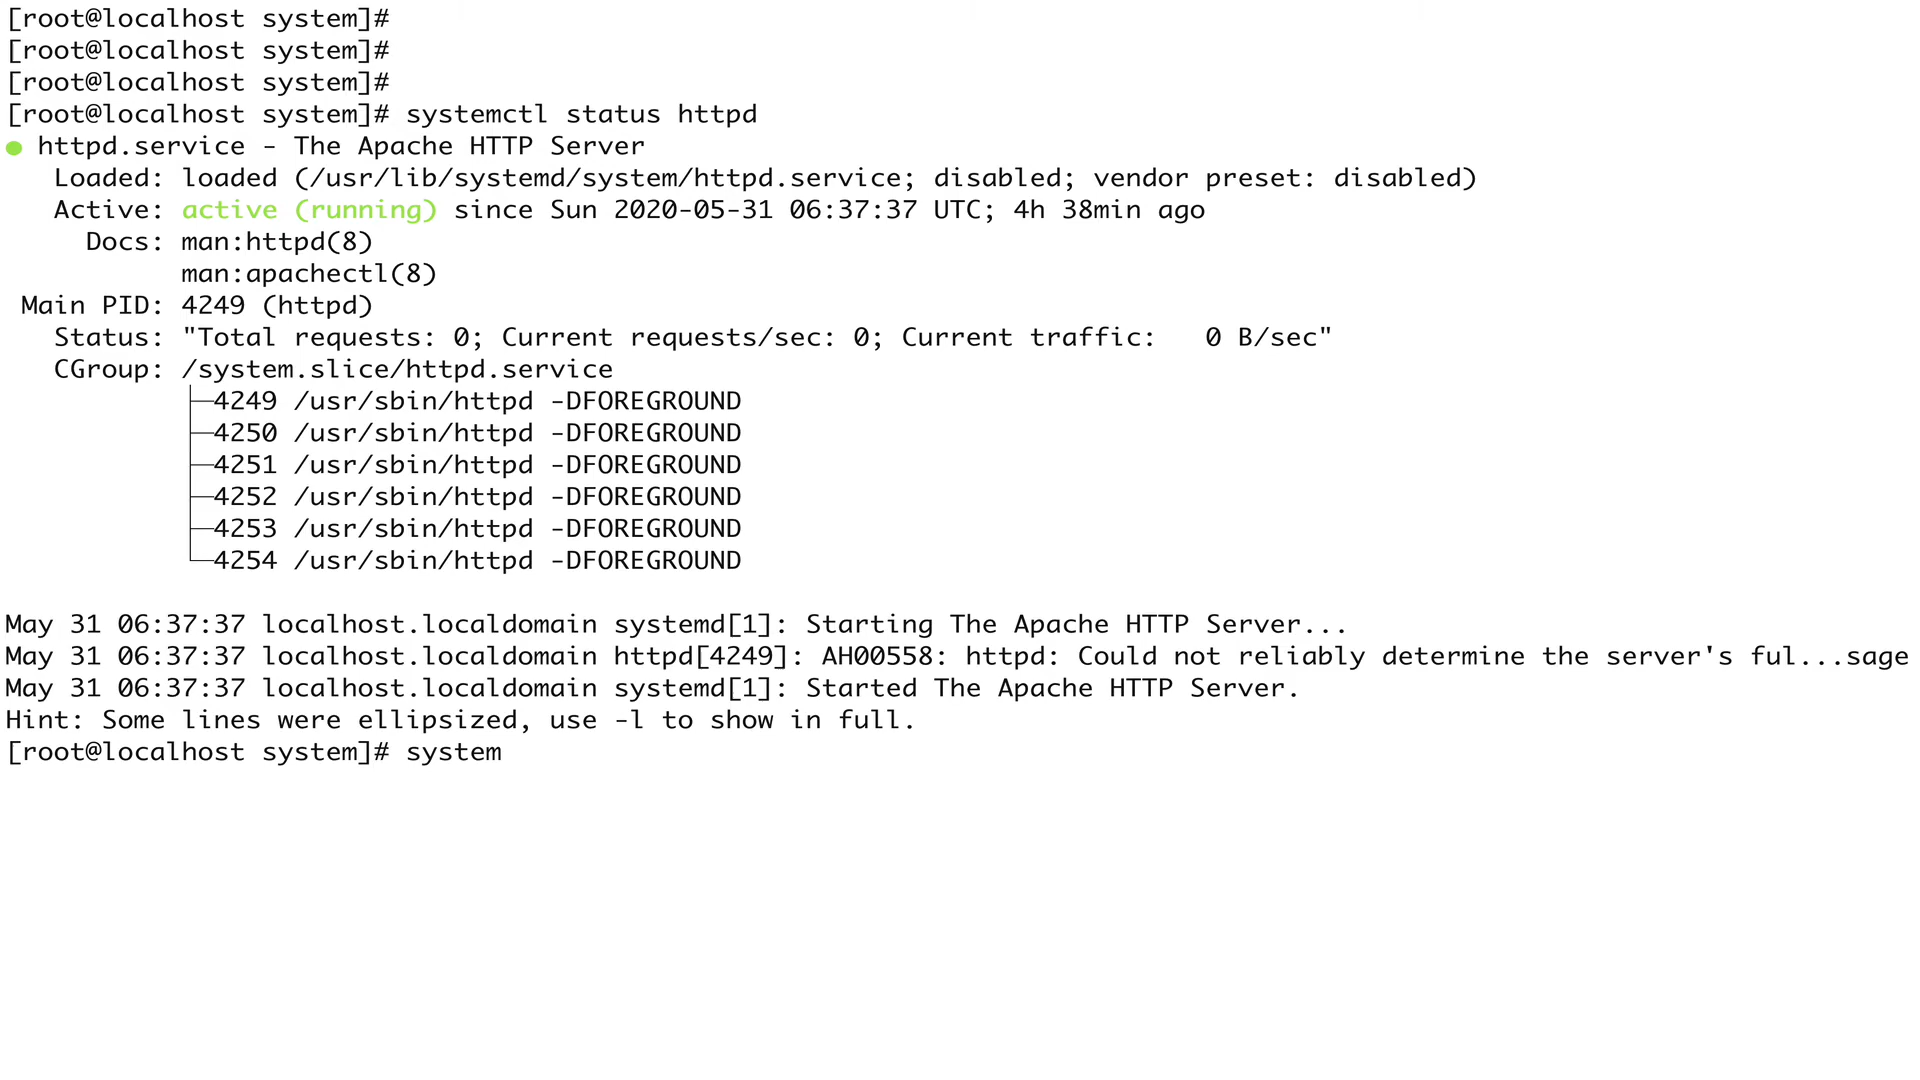 [root@localhost system]#
[root@localhost system]#
[root@localhost system]#
[root@localhost system]# systemctl status httpd
● httpd.service - The Apache HTTP Server
   Loaded: loaded (/usr/lib/systemd/system/httpd.service; disabled; vendor preset: disabled)
   Active: active (running) since Sun 2020-05-31 06:37:37 UTC; 4h 38min ago
     Docs: man:httpd(8)
           man:apachectl(8)
 Main PID: 4249 (httpd)
   Status: "Total requests: 0; Current requests/sec: 0; Current traffic:   0 B/sec"
   CGroup: /system.slice/httpd.service
           ├─4249 /usr/sbin/httpd -DFOREGROUND
           ├─4250 /usr/sbin/httpd -DFOREGROUND
           ├─4251 /usr/sbin/httpd -DFOREGROUND
           ├─4252 /usr/sbin/httpd -DFOREGROUND
           ├─4253 /usr/sbin/httpd -DFOREGROUND
           └─4254 /usr/sbin/httpd -DFOREGROUND

May 31 06:37:37 localhost.localdomain systemd[1]: Starting The Apache HTTP Server...
May 31 06:37:37 localhost.localdomain httpd[4249]: AH00558: httpd: Could not reliably determine the server's ful...sage
May 31 06:37:37 localhost.localdomain systemd[1]: Started The Apache HTTP Server.
Hint: Some lines were ellipsized, use -l to show in full.
[root@localhost system]# system